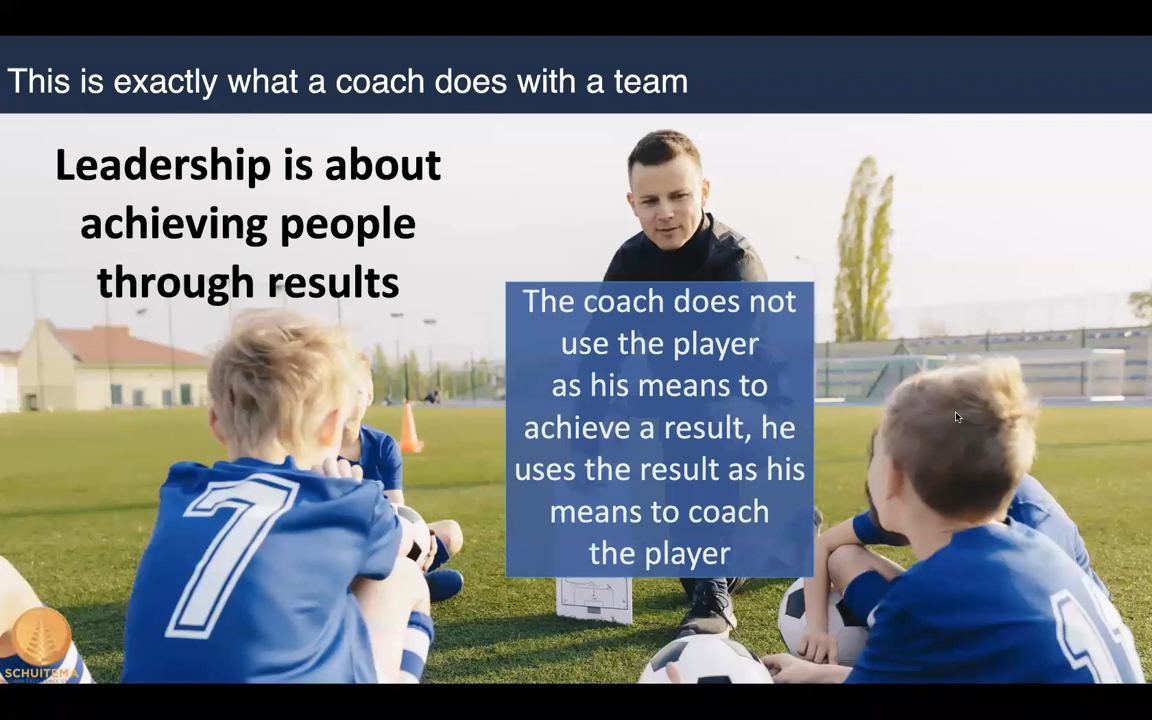 This is exactly what a coach does with a team
Leadership is about
achieving people
through results
The coach does not
use the player
as his means to
achieve a result, he
uses the result as his
means to coach
the player
7
SCHUITEMA